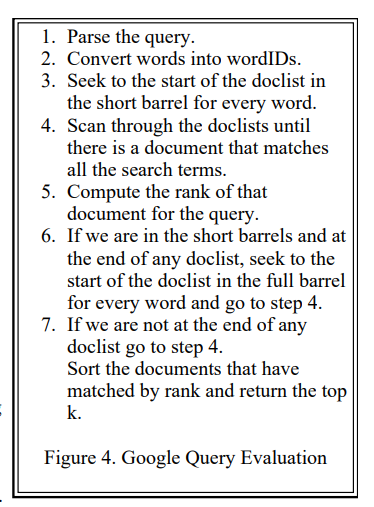 1. Parse the query.
2. Convert words into wordIDs.
3. Seek to the start of the doclist in
the short barrel for every word.
4. Scan through the doclists until
there is a document that matches
all the search terms.
5. Compute the rank of that
document for the query.
6. If we are in the short barrels and at
the end of any doclist, seek to the
start of the doclist in the full barrel
for every word and go to step 4.
7. If we are not at the end of any
doclist go to step 4.
Sort the documents that have
matched by rank and return the top
k.
Figure 4. Google Query Evaluation